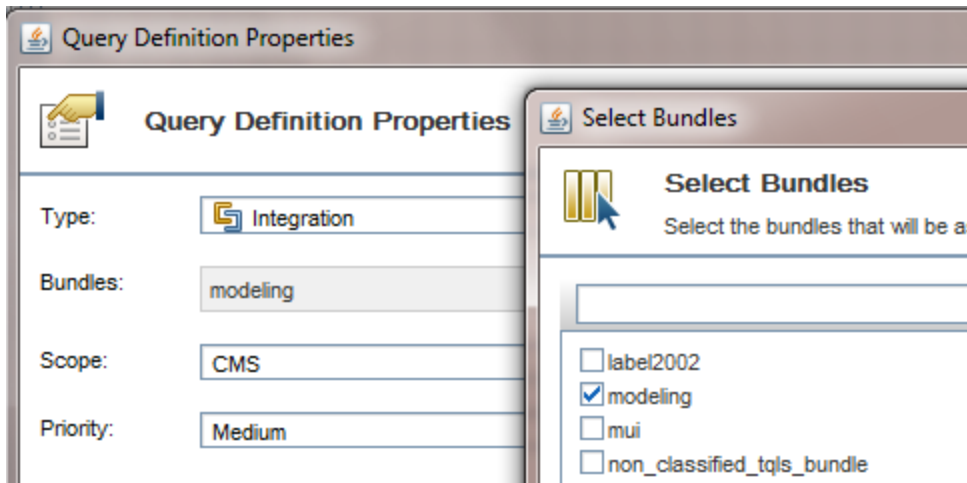 Query Definition Properties
Query Definition Properties
Type:
Integration
Bundles:
modeling
Scope:
CMS
Priority:
Medium
Select Bundles
Select Bundles
Select the bundles that will be
label2002
modeling
mui
non_classified_tqls_bundle